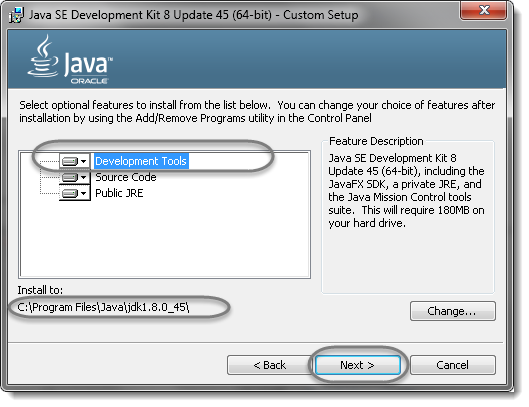 Java SE Development Kit 8 Update 45 (64-bit) - Custom Setup
Java™
ORACLE
Select optional features to install from the list below. You can change your choice of features after
installation by using the Add/Remove Programs utility in the Control Panel
Development Tools
Source Code
Public JRE
Feature Description
Java SE Development Kit 8
Update 45 (64-bit), including the
JavaFX SDK, a private JRE, and
the Java Mission Control tools
suite. This will require 180MB on
your hard drive.
Install to:
C:\Program Files\Java\jdk1.8.0_45\
Change...
< Back
Next >
Cancel